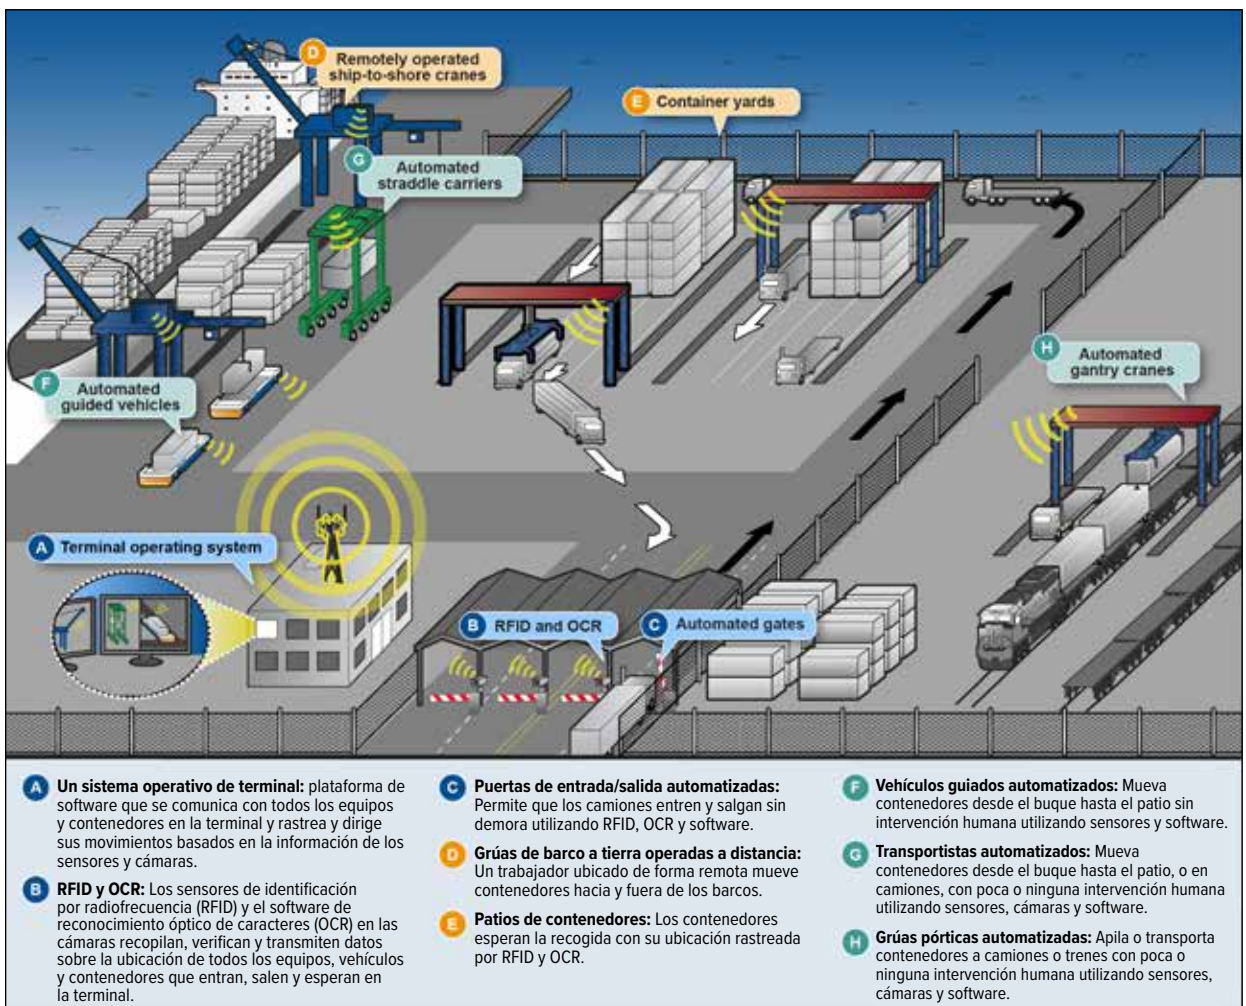 D Remotely operated
ship-to-shore cranes
E Container yards
G Automated
straddle carriers
F Automated
guided vehicles
H Automated
gantry cranes
A Terminal operating system
B RFID and OCR
C Automated gates
A Un sistema operativo de terminal: plataforma de
software que se comunica con todos los equipos
y contenedores en la terminal y rastrea y dirige
sus movimientos basados en la información de los
sensores y cámaras.
B RFID y OCR: Los sensores de identificación
por radiofrecuencia (RFID) y el software de
reconocimiento óptico de caracteres (OCR) en las
cámaras recopilan, verifican y transmiten datos
sobre la ubicación de todos los equipos, vehículos
y contenedores que entran, salen y esperan en
la terminal.
C Puertas de entrada/salida automatizadas:
Permite que los camiones entren y salgan sin
demora utilizando RFID, OCR y software.
D Grúas de barco a tierra operadas a distancia:
Un trabajador ubicado de forma remota mueve
contenedores hacia y fuera de los barcos.
E Patios de contenedores: Los contenedores
esperan la recogida con su ubicación rastreada
por RFID y OCR.
F Vehículos guiados automatizados: Mueva
contenedores desde el buque hasta el patio sin
intervención humana utilizando sensores y software.
G Transportistas automatizados: Mueva
contenedores desde el buque hasta el patio, o en
camiones, con poca o ninguna intervención humana
utilizando sensores, cámaras y software.
H Grúas pórticas automatizadas: Apila o transporta
contenedores a camiones o trenes con poca o
ninguna intervención humana utilizando sensores,
cámaras y software.